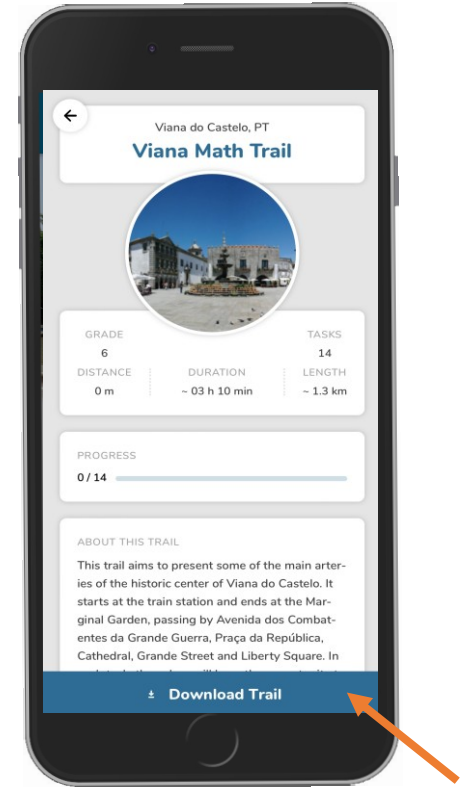 Viana do Castelo, PT
Viana Math Trail
GRADE TASKS
6 14
DISTANCE DURATION LENGTH
0 m ~ 03 h 10 min ~ 1.3 km
PROGRESS
0 / 14
ABOUT THIS TRAIL
This trail aims to present some of the main arter-
ies of the historic center of Viana do Castelo. It
starts at the train station and ends at the Mar-
ginal Garden, passing by Avenida dos Combat-
entes da Grande Guerra, Praça da República,
Cathedral, Grande Street and Liberty Square. In
Download Trail